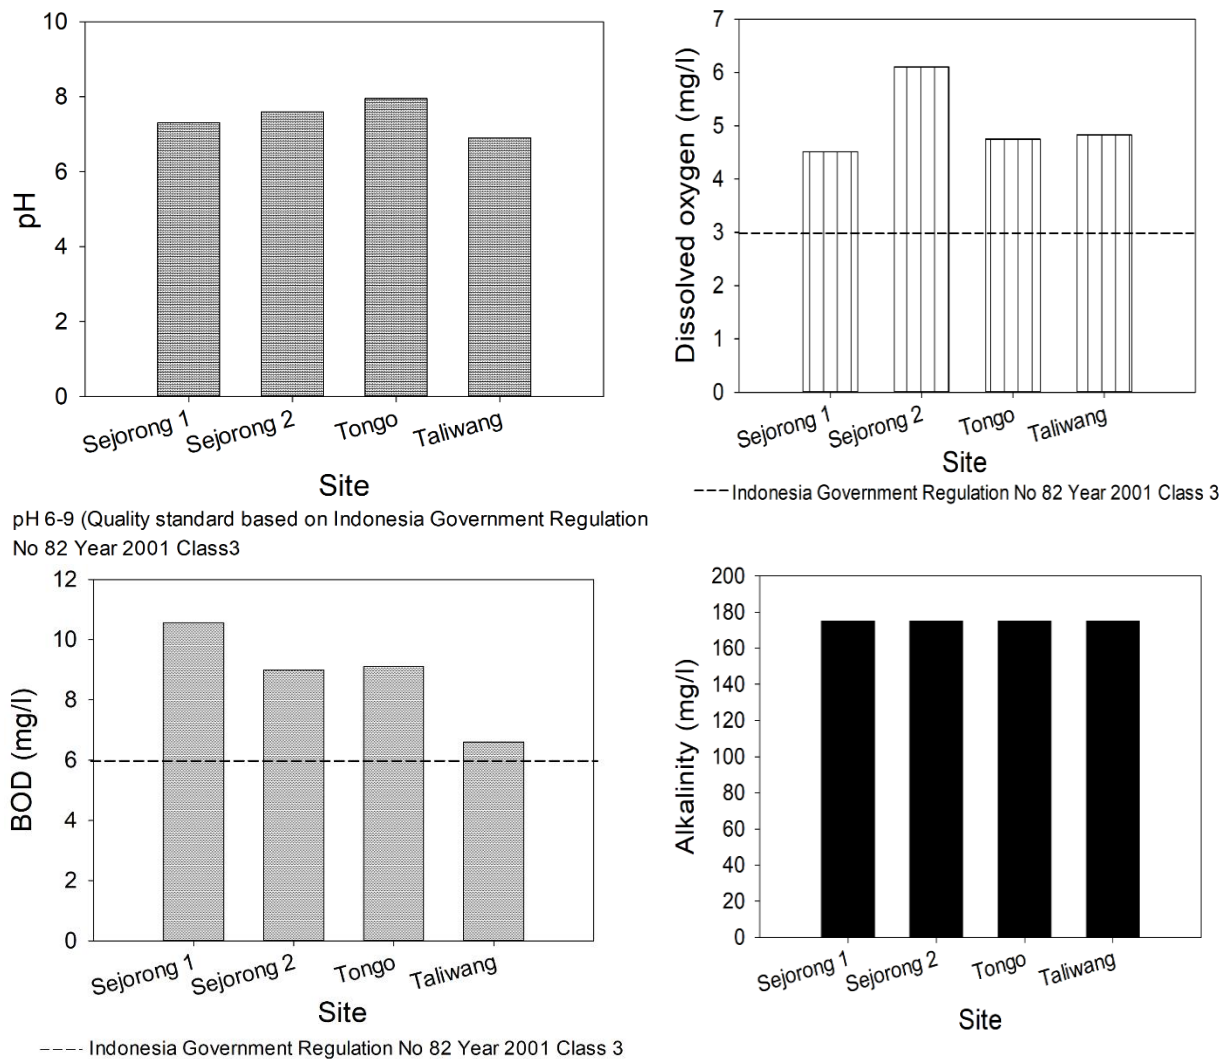 10
8
6
4
2
0
pH
Sejorong 1
Sejorong 2
Tongo
Taliwang
Site
pH 6-9 (Quality standard based on Indonesia Government Regulation
No 82 Year 2001 Class3
7
6
5
4
3
2
1
0
Dissolved oxygen (mg/l)
Sejorong 1
Sejorong 2
Tongo
Taliwang
Site
Indonesia Government Regulation No 82 Year 2001 Class 3
12
10
8
6
4
2
0
BOD (mg/l)
Sejorong 1
Sejorong 2
Tongo
Taliwang
Site
Indonesia Government Regulation No 82 Year 2001 Class 3
200
180
160
140
120
100
80
60
40
20
0
Alkalinity (mg/l)
Sejorong 1
Sejorong 2
Tongo
Taliwang
Site